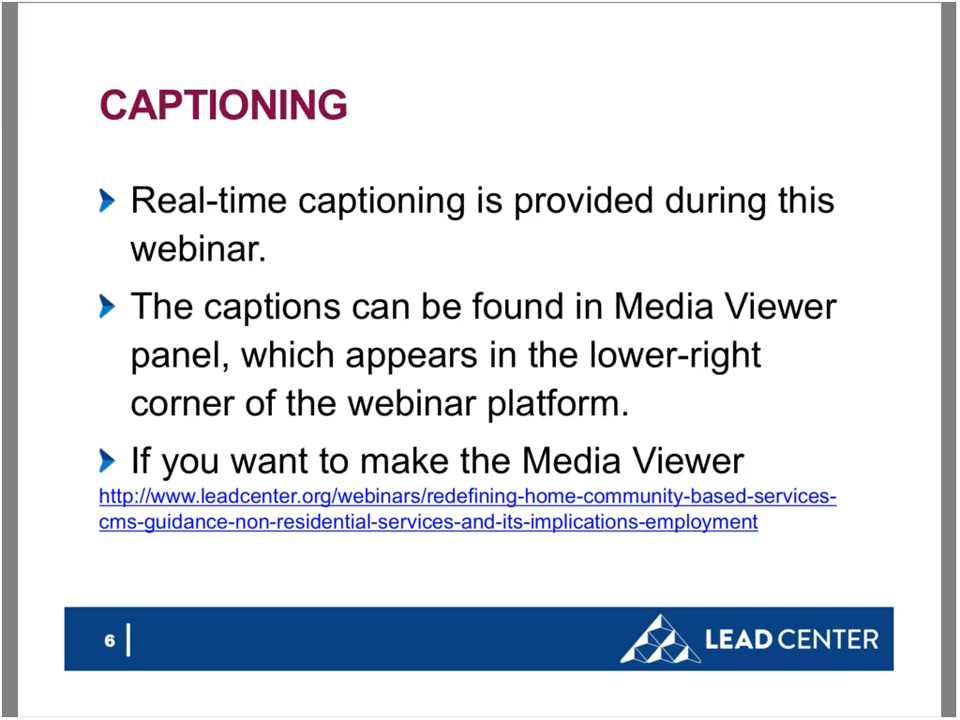 CAPTIONING
Real-time captioning is provided during this
webinar.
The captions can be found in Media Viewer
panel, which appears in the lower-right
corner of the webinar platform.
If you want to make the Media Viewer
http://www.leadcenter.org/webinars/redefining-home-community-based-services-
cms-guidance-non-residential-services-and-its-implications-employment
6
LEAD CENTER